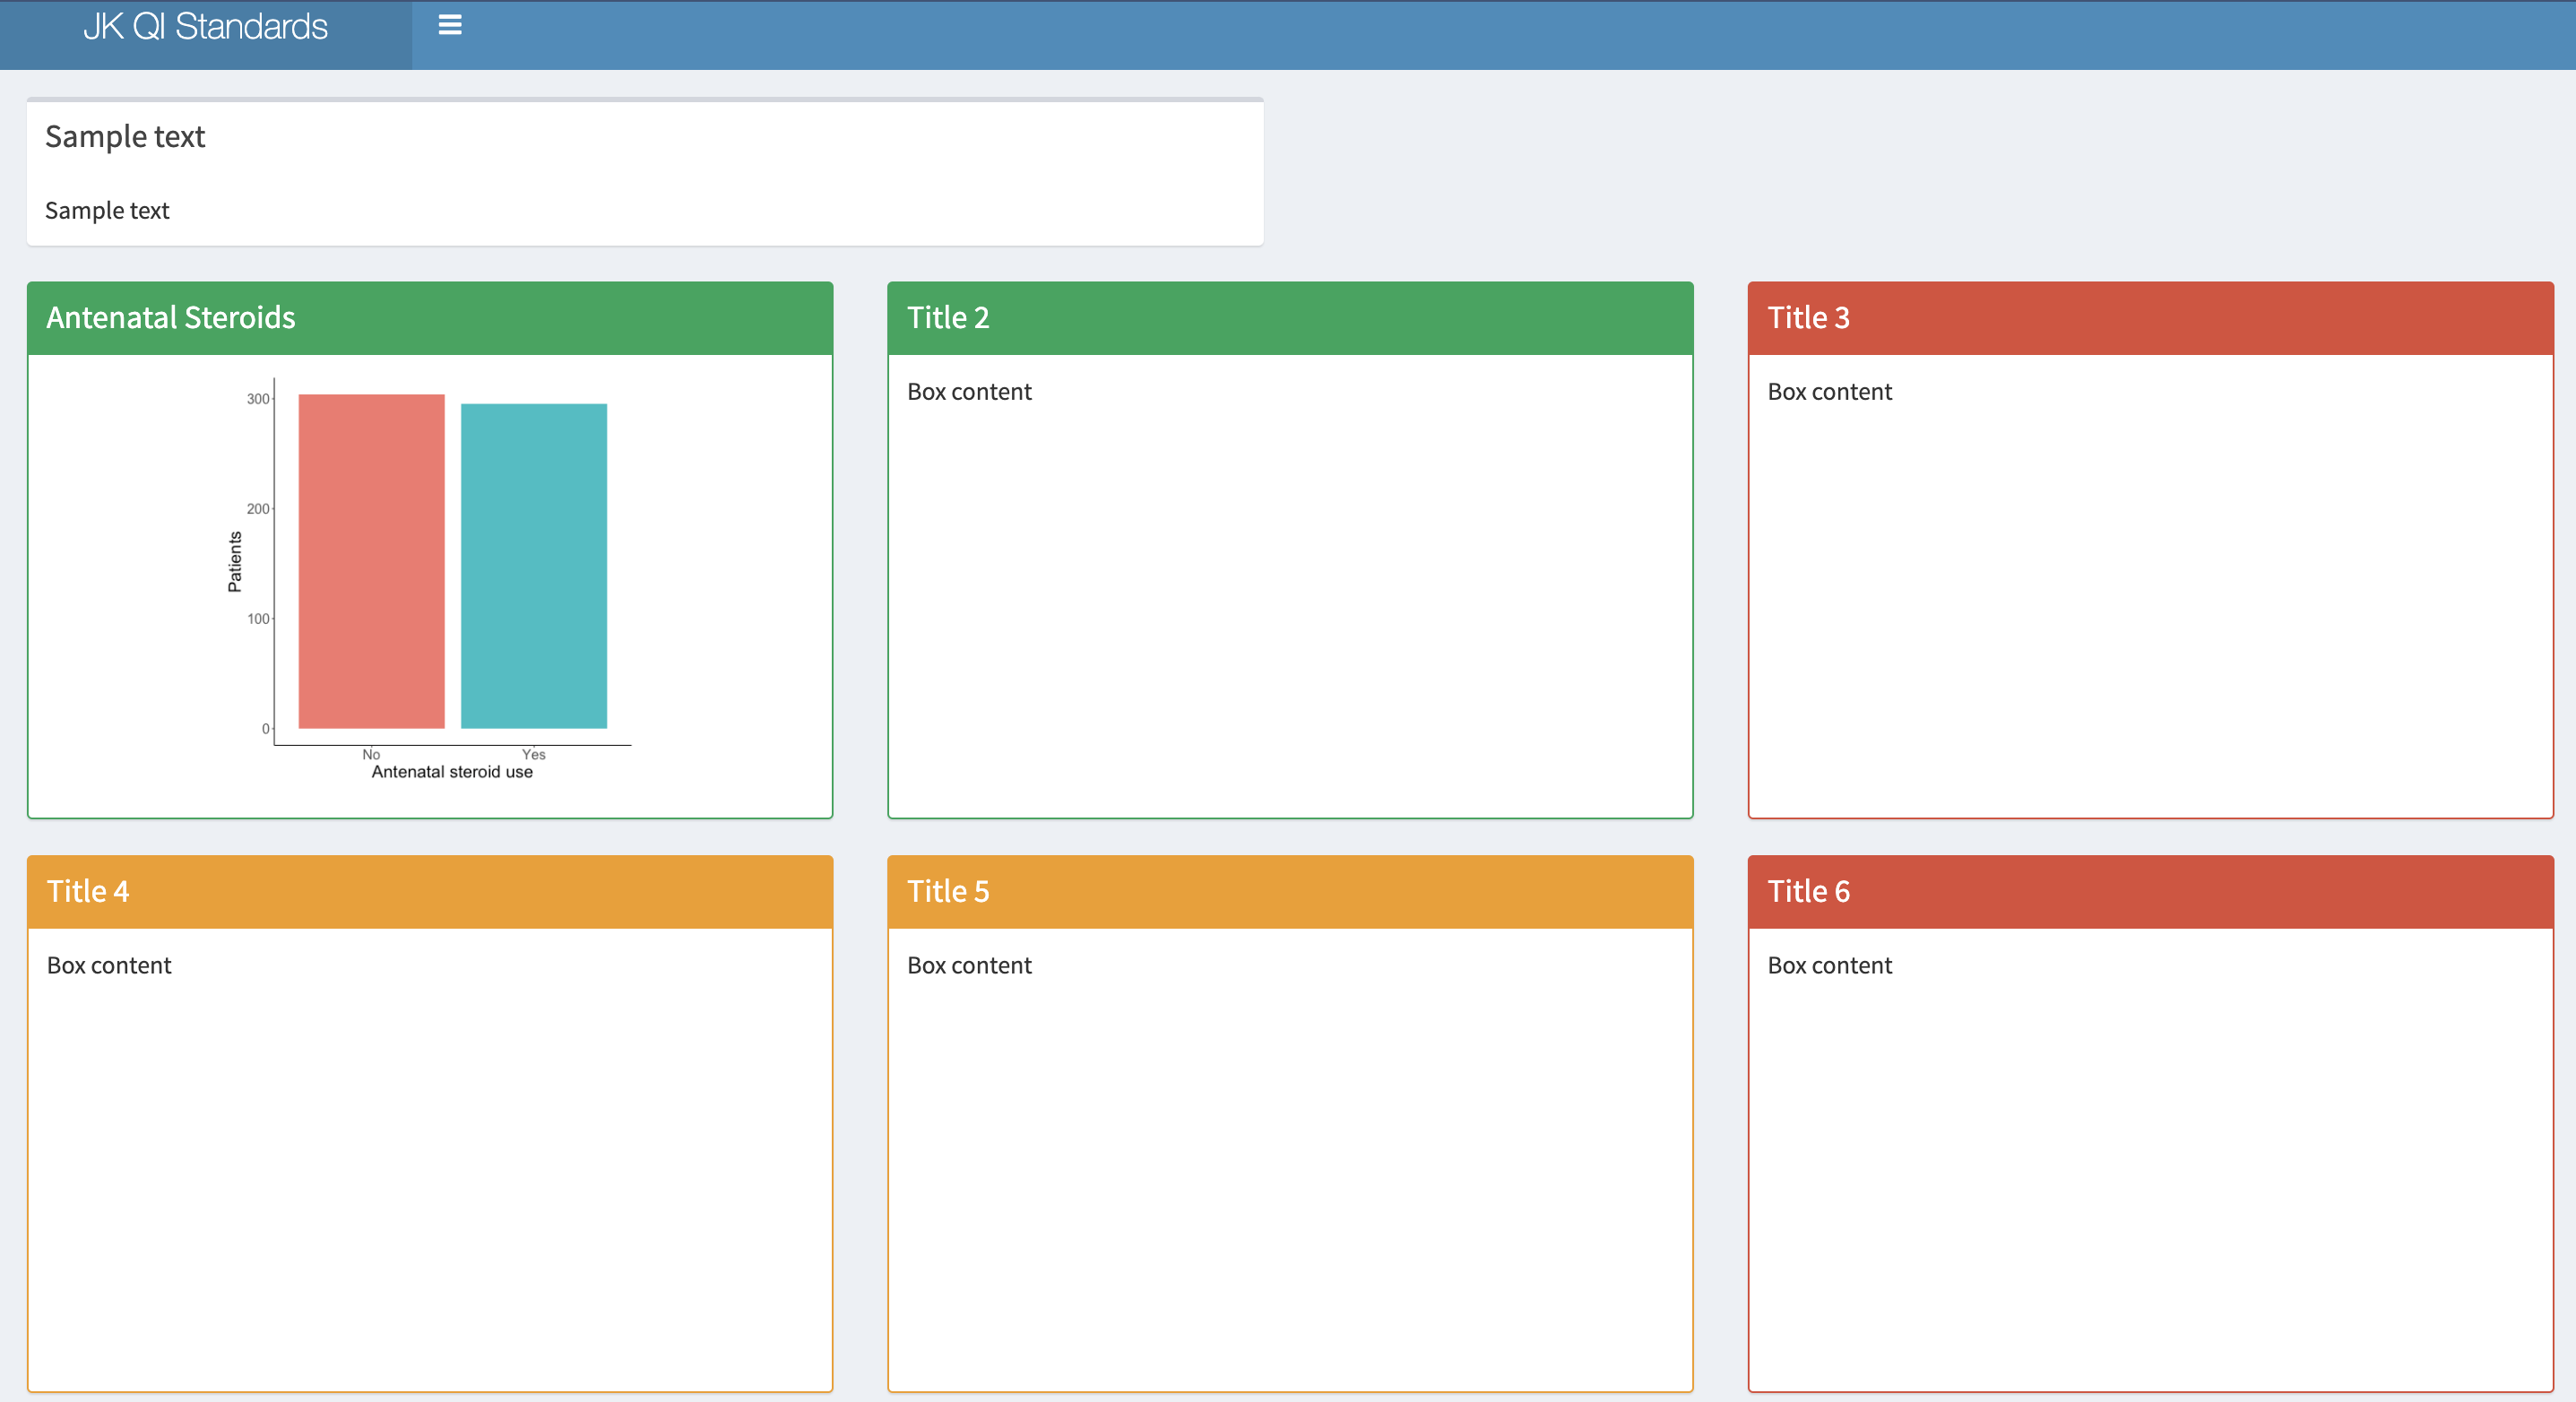 JK QI Standards
Sample text
Sample text
Antenatal Steroids
300
200
100
0
Patients
No Yes
Antenatal steroid use
Title 2
Box content
Title 3
Box content
Title 4
Box content
Title 5
Box content
Title 6
Box content